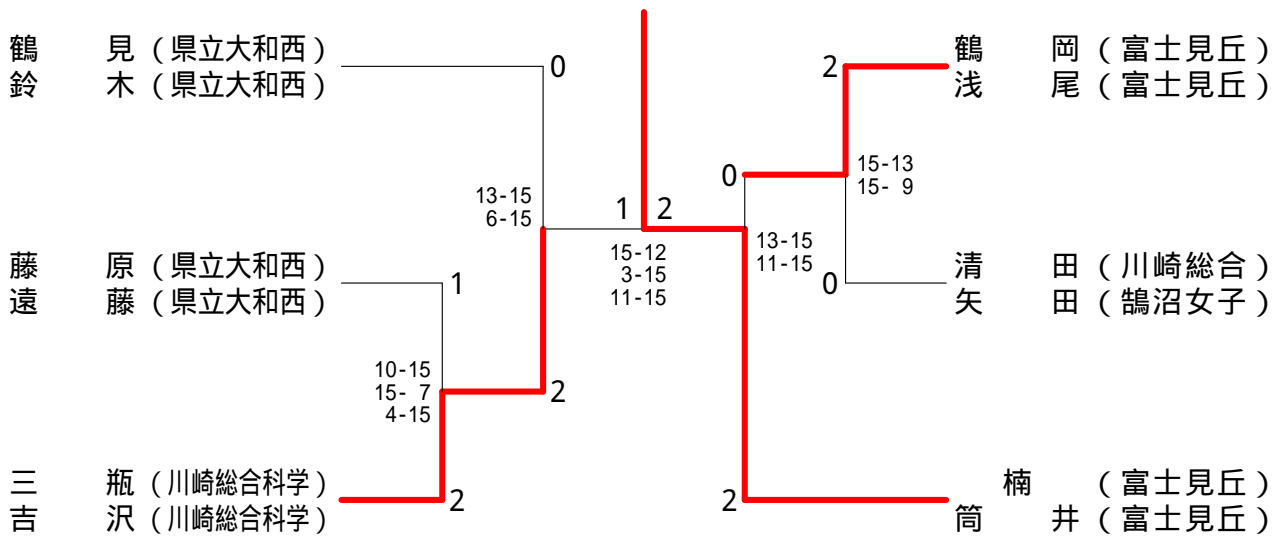 鶴　見（県立大和西）
鈴　木（県立大和西）
0
13-15
6-15
藤　原（県立大和西）
遠　藤（県立大和西）
1
10-15
15- 7
4-15
2
三　瓶（川崎総合科学）
吉　沢（川崎総合科学）
2
1 2
15-12
3-15
11-15
鶴　岡（富士見丘）
浅　尾（富士見丘）
2
15-13
15- 9
0
13-15
11-15
清　田（川崎総合）
矢　田（鵠沼女子）
0
楠　（富士見丘）
筒　井（富士見丘）
2